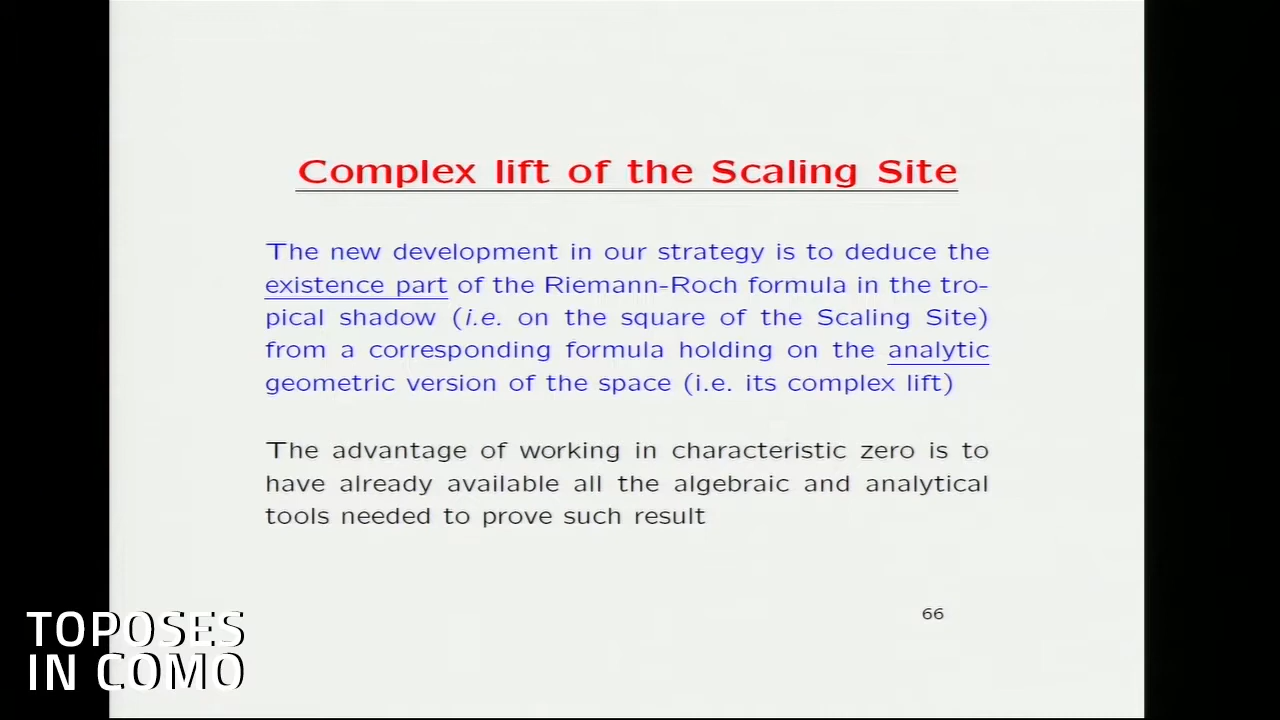 Complex lift of the Scaling Site
The new development in our strategy is to deduce the
existence part of the Riemann-Roch formula in the tro-
pical shadow (i.e. on the square of the Scaling Site)
from a corresponding formula holding on the analytic
geometric version of the space (i.e. its complex lift)
The advantage of working in characteristic zero is to
have already available all the algebraic and analytical
tools needed to prove such result
66
TOPOSES
IN COMO